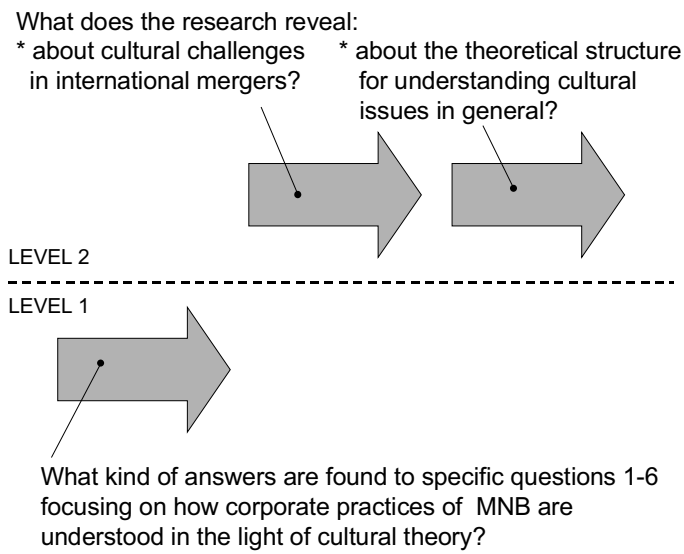 What does the research reveal:
* about cultural challenges
in international mergers?
* about the theoretical structure
for understanding cultural
issues in general?
LEVEL 2
LEVEL 1
What kind of answers are found to specific questions 1-6
focusing on how corporate practices of MNB are
understood in the light of cultural theory?